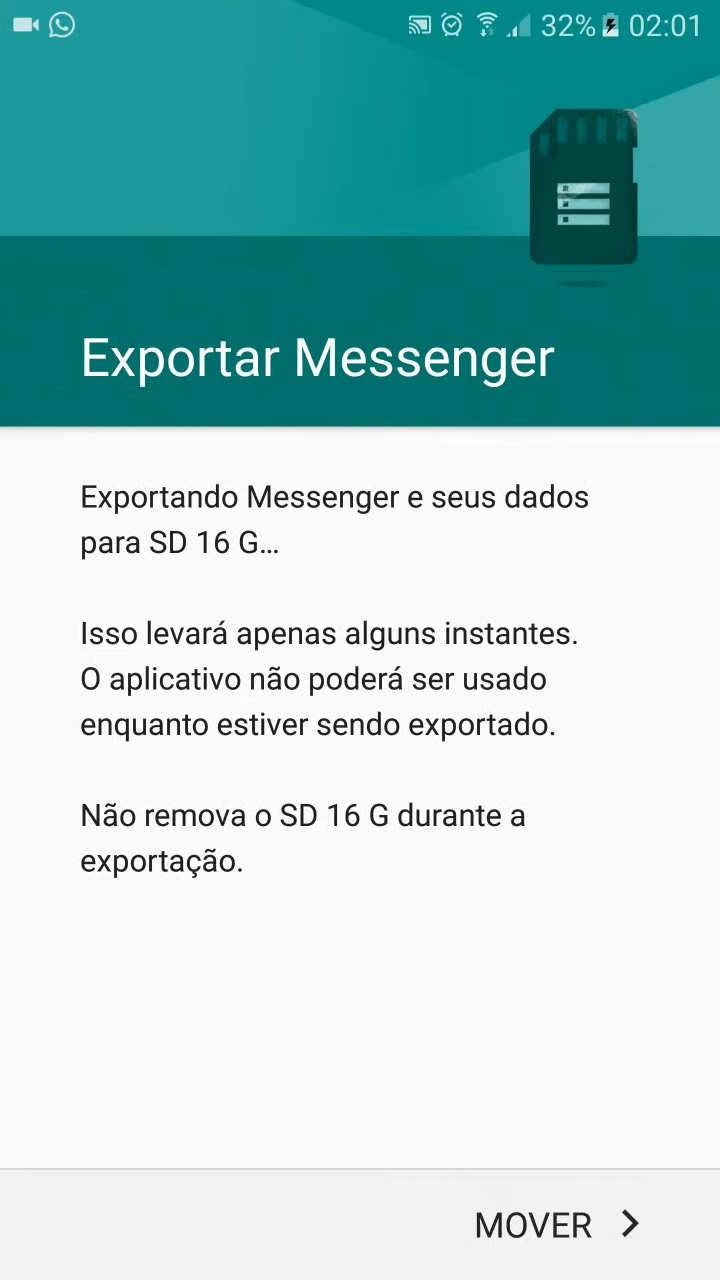 32% 02:01
Exportar Messenger
Exportando Messenger e seus dados
para SD 16 G...
Isso levará apenas alguns instantes.
O aplicativo não poderá ser usado
enquanto estiver sendo exportado.
Não remova o SD 16 G durante a
exportação.
MOVER